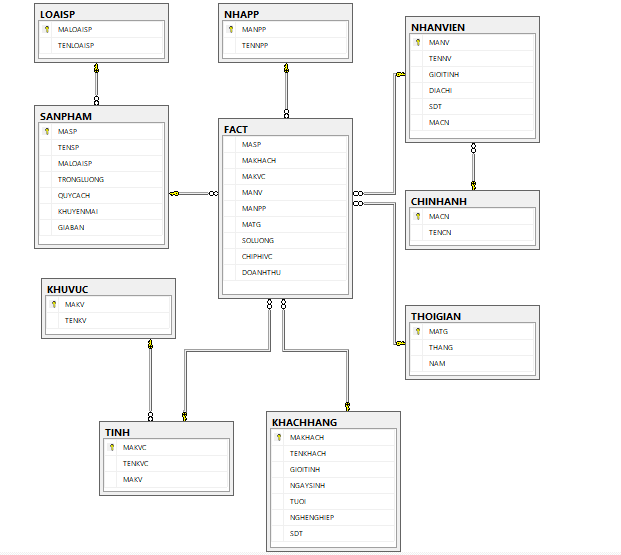 LOAISP
MALOAISP
TENLOAISP
NHAPP
MANPP
TENNPP
NHANVIEN
MANV
TENNV
GIOITINH
DIACHI
SDT
MACN
SANPHAM
MASP
TENSP
MALOAISP
TRONGLUONG
QUYCACH
KHUYENMAI
GIABAN
FACT
MASP
MAKHACH
MAKVC
MANV
MANPP
MATG
SOLUONG
CHIPHIVC
DOANHTHU
CHINHANH
MACN
TENCN
KHUVUC
MAKV
TENKV
THOIGIAN
MATG
THANG
NAM
TINH
MAKVC
TENKVC
MAKV
KHACHHANG
MAKHACH
TENKHACH
GIOITINH
NGAYSINH
TUOI
NGHENGHIEP
SDT